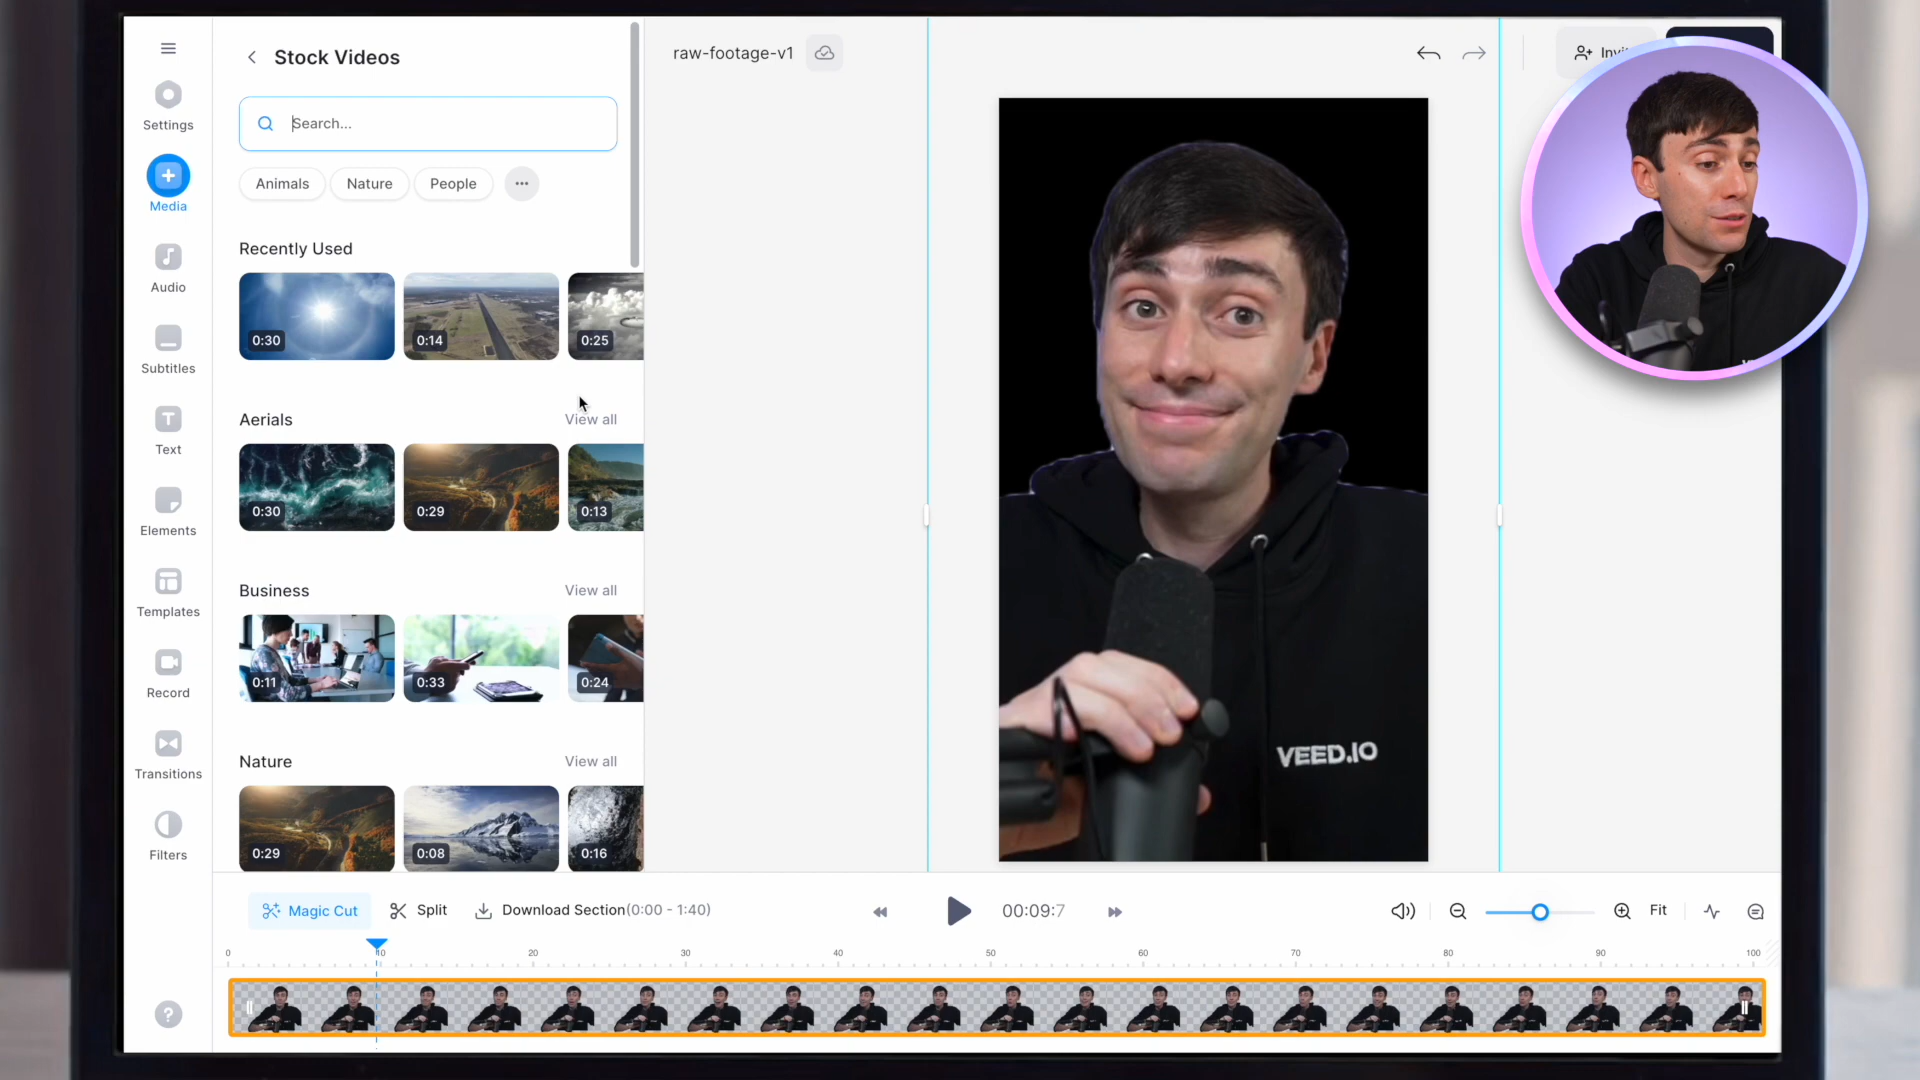 Stock Videos
Search...
Animals
Nature
People
Recently Used
0:30
0:14
0:25
Aerials
View all
0:30
0:29
0:13
Business
View all
0:11
0:33
0:24
Nature
View all
0:29
0:08
0:16
Settings
Media
Audio
Subtitles
T
Text
Elements
Templates
Record
Transitions
Filters
?
raw-footage-v1
VEED.IO
Magic Cut
Split
Download Section(0:00 - 1:40)
00:09:7
Fit
0
10
20
30
40
50
60
70
80
90
100